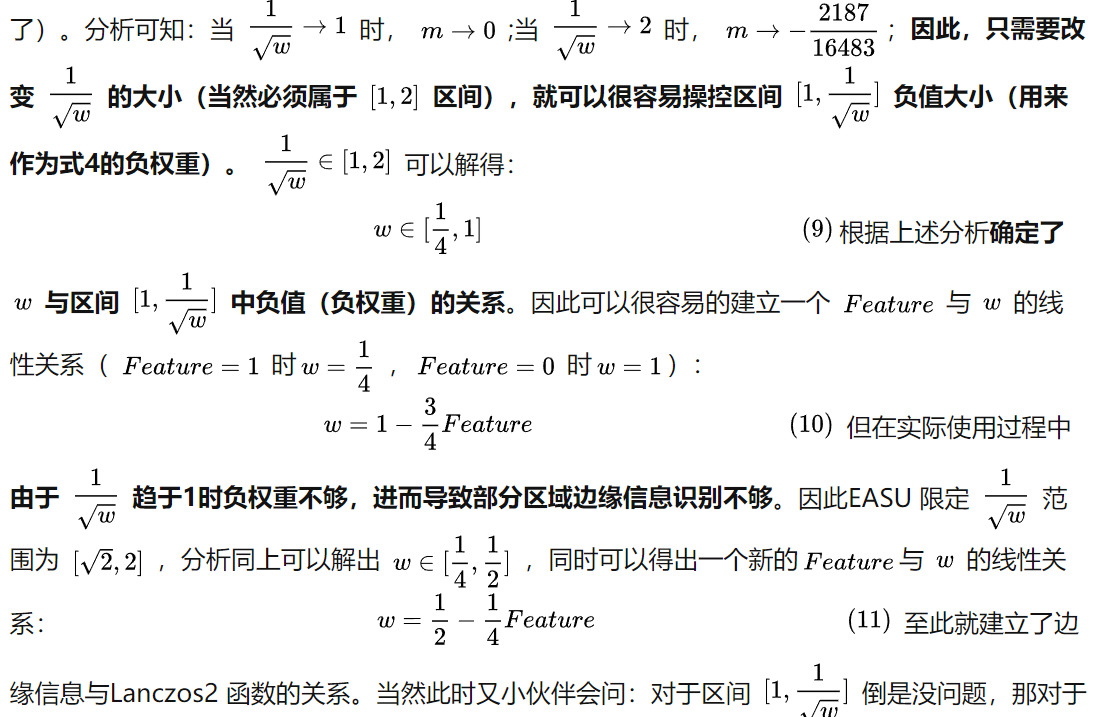 了）。分析可知：当 $\frac{1}{\sqrt{w}} \to 1$ 时， $m \to 0$ ;当 $\frac{1}{\sqrt{w}} \to 2$ 时， $m \to -\frac{2187}{16483}$ ；因此，只需要改
变 $\frac{1}{\sqrt{w}}$ 的大小（当然必须属于 $[1,2]$ 区间），就可以很容易操控区间 $[1,\frac{1}{\sqrt{w}}]$ 负值大小（用来
作为式4的负权重）。 $\frac{1}{\sqrt{w}} \in [1,2]$ 可以解得：
$w \in [\frac{1}{4},1]$ (9) 根据上述分析确定了
$w$ 与区间 $[1,\frac{1}{\sqrt{w}}]$ 中负值（负权重）的关系。因此可以很容易的建立一个 $Feature$ 与 $w$ 的线
性关系（ $Feature = 1$ 时 $w = \frac{1}{4}$ ， $Feature = 0$ 时 $w = 1$ ）：
$w = 1 - \frac{3}{4}Feature$ (10) 但在实际使用过程中
由于 $\frac{1}{\sqrt{w}}$ 趋于1时负权重不够，进而导致部分区域边缘信息识别不够。因此EASU 限定 $\frac{1}{\sqrt{w}}$ 范
围为 $[\sqrt{2},2]$ ，分析同上可以解出 $w \in [\frac{1}{4},\frac{1}{2}]$ ，同时可以得出一个新的 $Feature$ 与 $w$ 的线性关
系： $w = \frac{1}{2} - \frac{1}{4}Feature$ (11) 至此就建立了边
缘信息与Lanczos2 函数的关系。当然此时又小伙伴会问：对于区间 $[1,\frac{1}{\sqrt{w}}]$ 倒是没问题，那对于